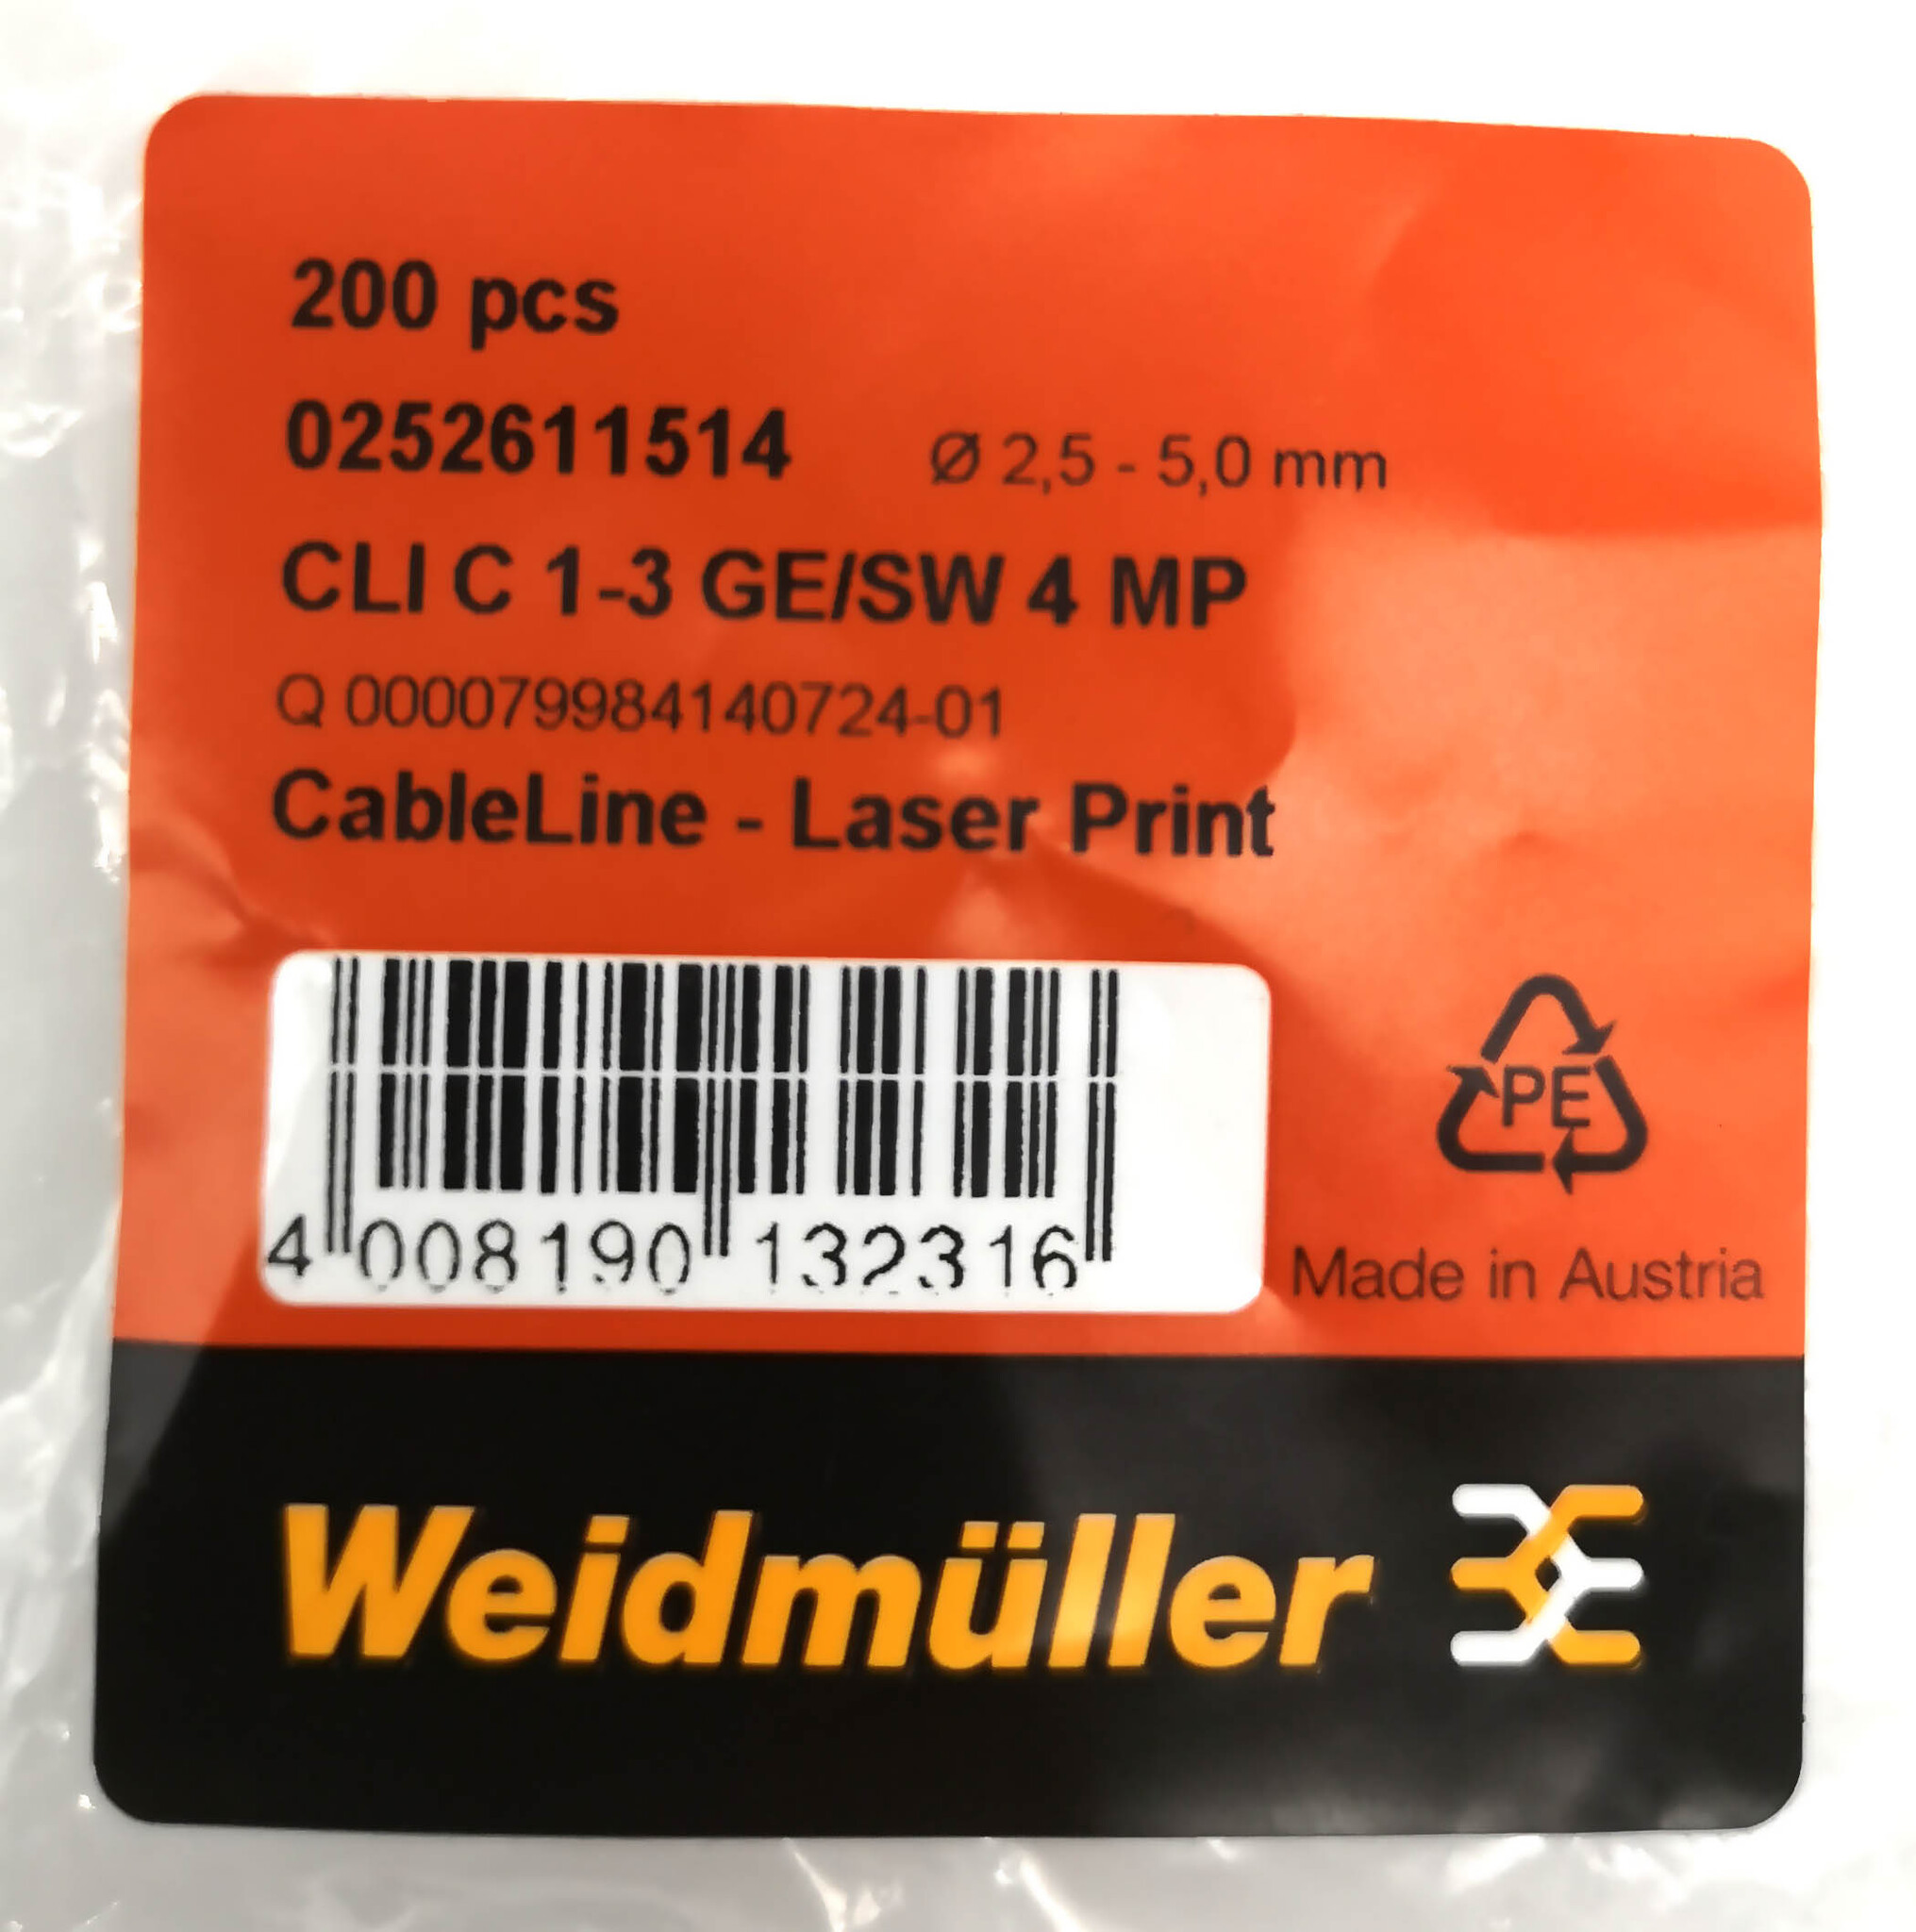 200 pcs
0252611514 Ø 2,5 - 5,0 mm
CLI C 1-3 GE/SW 4 MP
Q 000079984140724-01
CableLine - Laser Print
PE
4 008190 132316
Made in Austria
Weidmüller